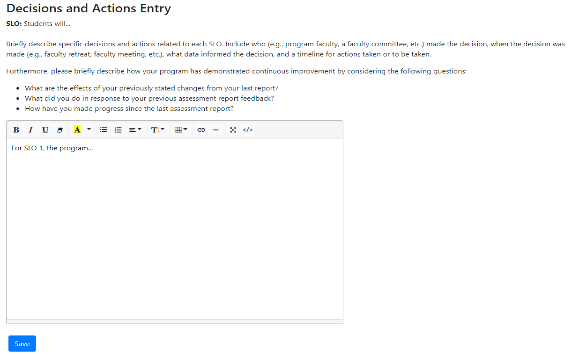 Decisions and Actions Entry
SLO: Students will...
Briefly describe specific decisions and actions related to each SLO. Include who (e.g., program faculty, a faculty committee, etc.) made the decision, when the decision was
made (e.g., faculty retreat, faculty meeting, etc.), what data informed the decision, and a timeline for actions taken or to be taken.
Furthermore, please briefly describe how your program has demonstrated continuous improvement by considering the following questions:
• What are the effects of your previously stated changes from your last report?
• What did you do in response to your previous assessment report feedback?
• How have you made progress since the last assessment report?
B I U A T </>
For SLO 1, the program...
Save